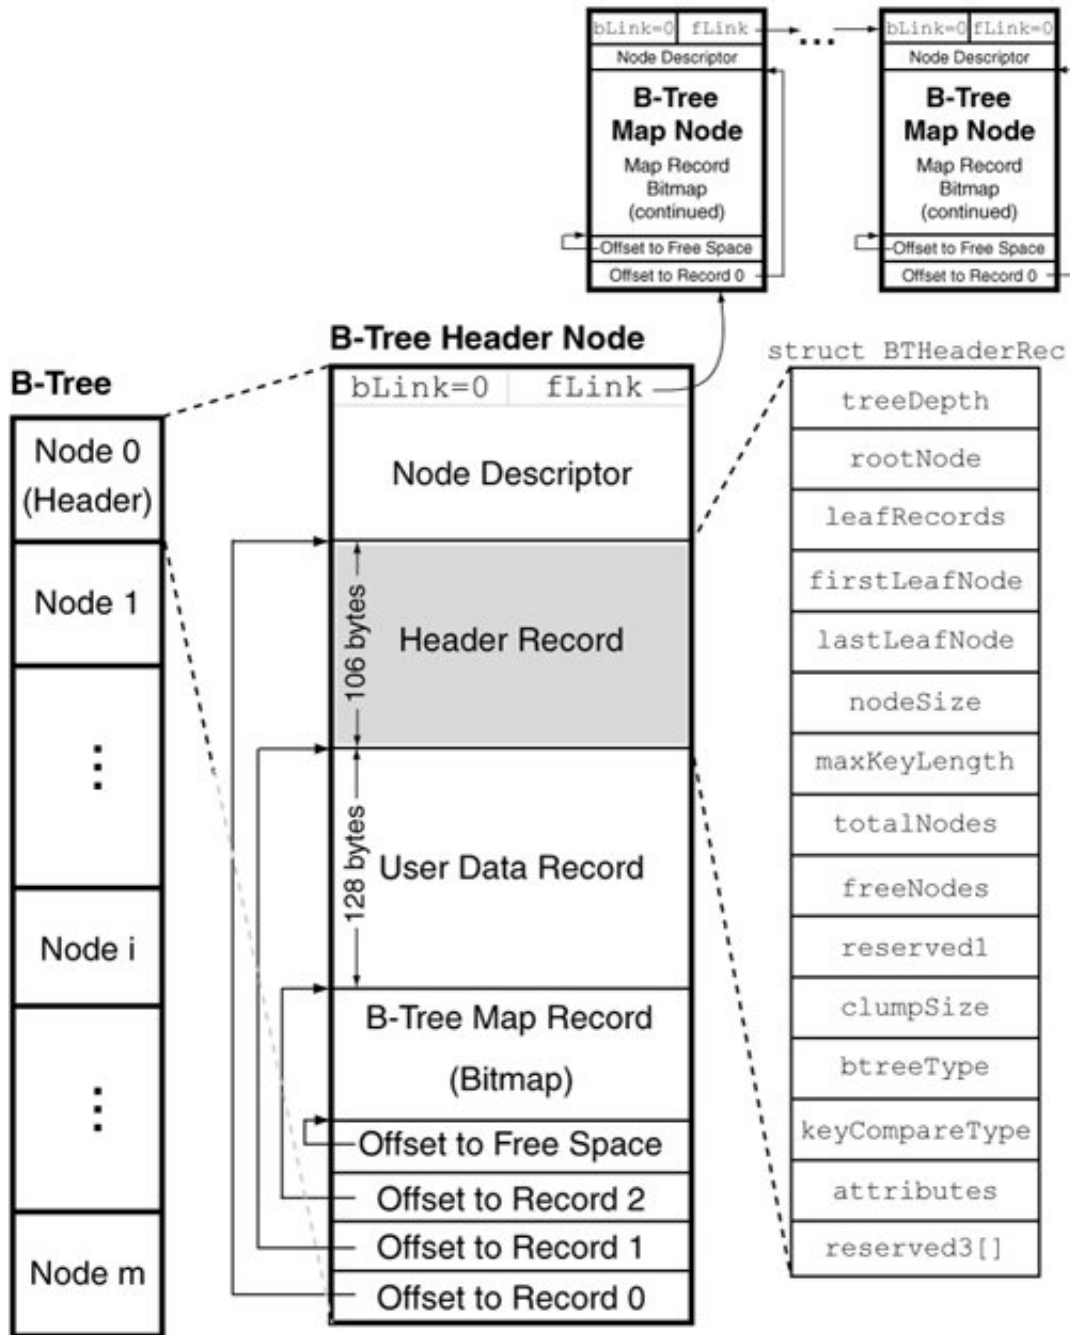 bLink=0 fLink
...
bLink=0 fLink=0
Node Descriptor
B-Tree
Map Node
Map Record
Bitmap
(continued)
Offset to Free Space
Offset to Record 0
Node Descriptor
B-Tree
Map Node
Map Record
Bitmap
(continued)
Offset to Free Space
Offset to Record 0
B-Tree
Node 0
(Header)
Node 1
Node i
Node m
B-Tree Header Node
bLink=0 fLink
Node Descriptor
106 bytes
Header Record
128 bytes
User Data Record
B-Tree Map Record
(Bitmap)
Offset to Free Space
Offset to Record 2
Offset to Record 1
Offset to Record 0
struct BTHeaderRec
treeDepth
rootNode
leafRecords
firstLeafNode
lastLeafNode
nodeSize
maxKeyLength
totalNodes
freeNodes
reserved1
clumpSize
btreeType
keyCompareType
attributes
reserved3[]